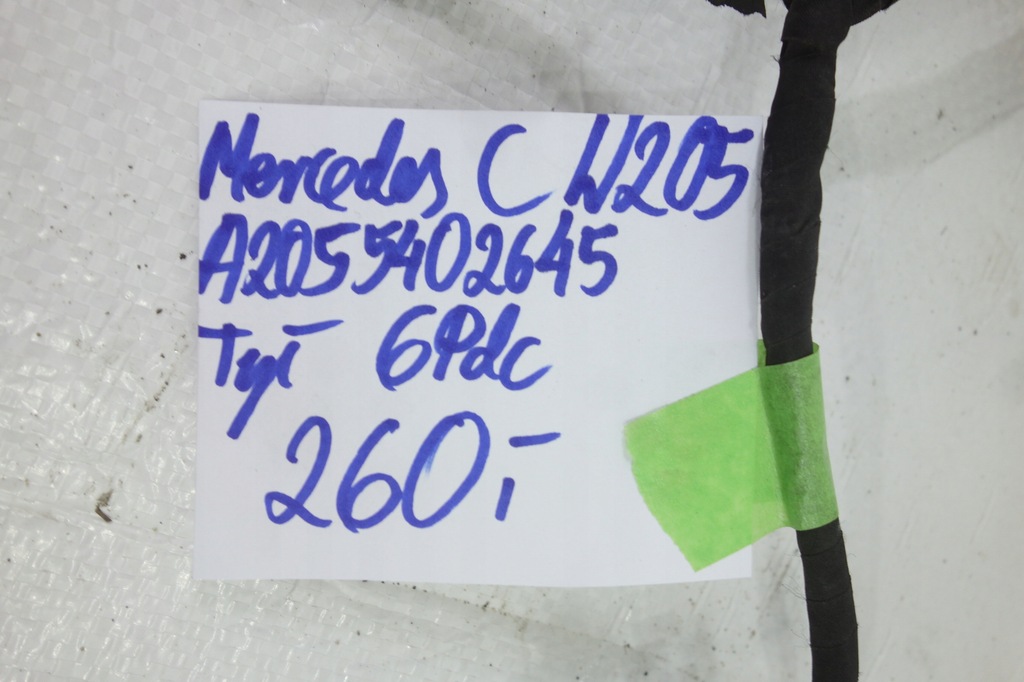 Mercedes C W205
A2055402645
Tył 6Pdc
260,-